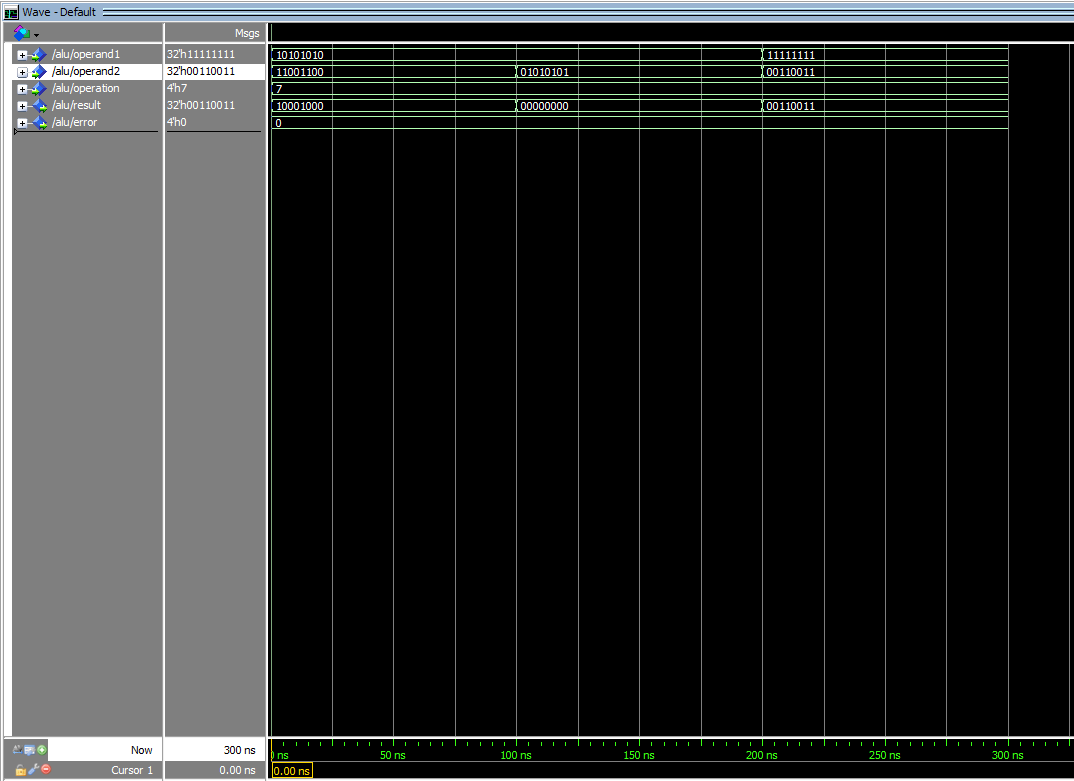 Wave - Default
Msgs
/alu/operand1 32'h11111111 10101010 11111111
/alu/operand2 32'h00110011 11001100 01010101 00110011
/alu/operation 4'h7 7
/alu/result 32'h00110011 10001000 00000000 00110011
/alu/error 4'h0 0
Now 300 ns ns 50 ns 100 ns 150 ns 200 ns 250 ns 300 ns
Cursor 1 0.00 ns 0.00 ns